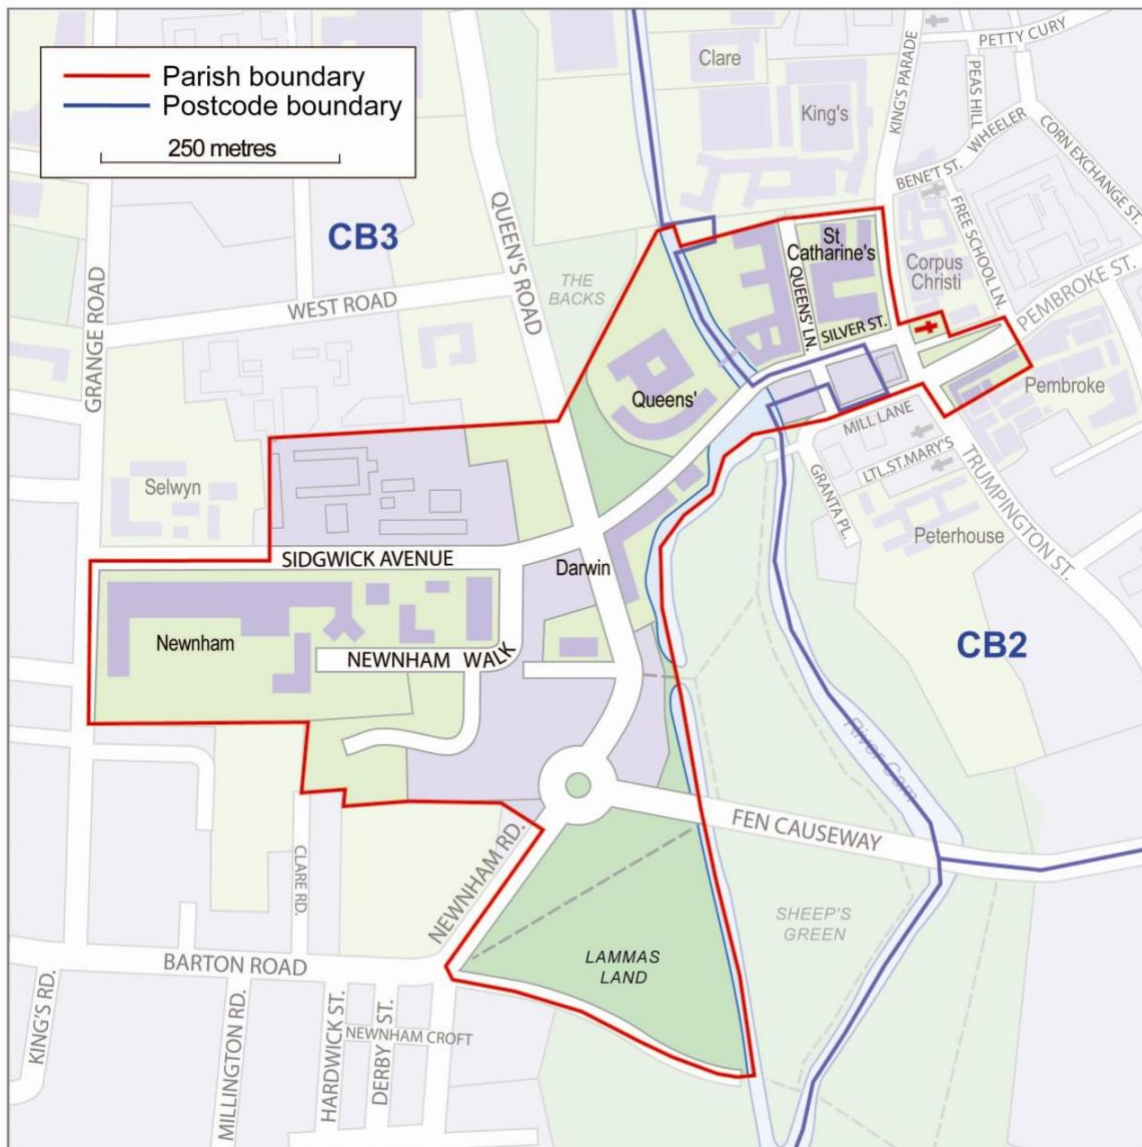 Parish boundary
Postcode boundary
250 metres
PETTY CURY
Clare
KING'S PARADE
PEAS HILL
King's
WHEELER
BENE'T ST.
CORN EXCHANGE ST.
FREE SCHOOL LN.
CB3
QUEEN'S ROAD
St
Catharine's
QUEENS' LN.
Corpus
Christi
PEMBROKE ST.
THE
BACKS
WEST ROAD
GRANGE ROAD
SILVER ST.
Queens'
Pembroke
MILL LANE
LTL.ST.MARY'S
GRANTA PL.
TRUMPINGTON ST.
Selwyn
Peterhouse
SIDGWICK AVENUE
Darwin
Newnham
NEWNHAM WALK
CB2
River Cam
FEN CAUSEWAY
NEWNHAM RD.
CLARE RD.
SHEEP'S
GREEN
LAMMAS
LAND
BARTON ROAD
KING'S RD.
MILLINGTON RD.
HARDWICK ST.
DERBY ST.
NEWNHAM CROFT